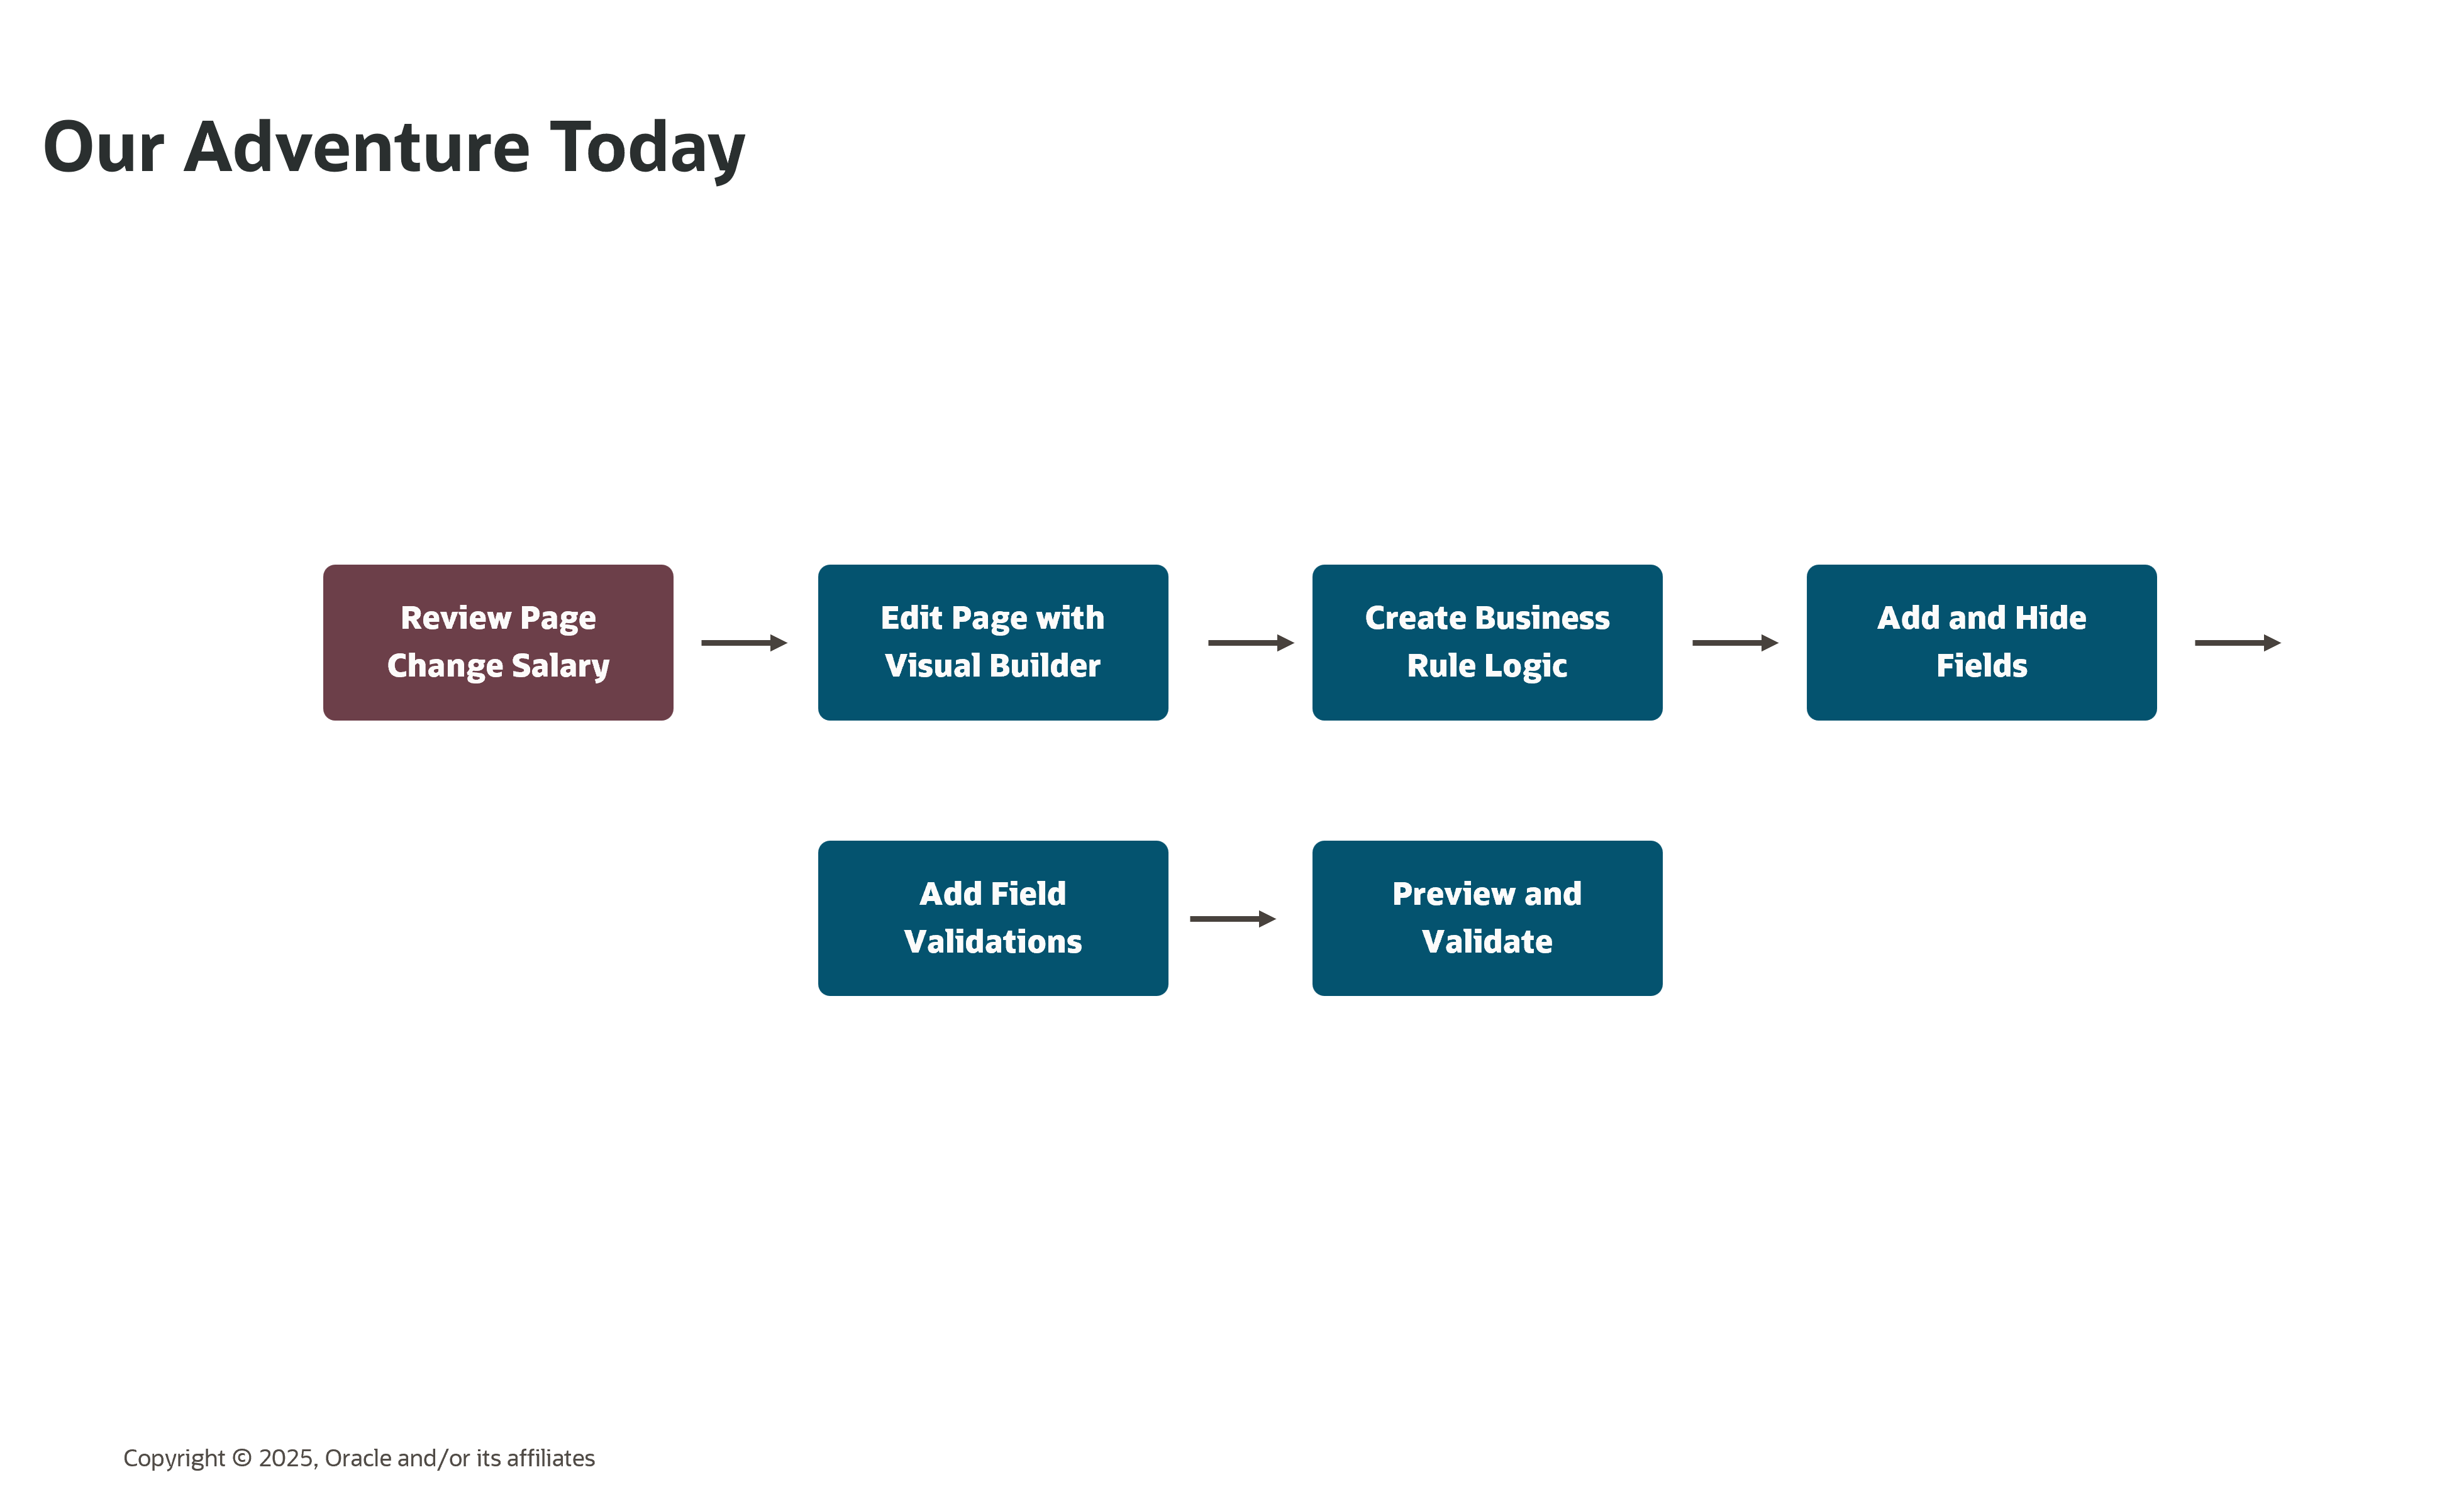 Our Adventure Today
Review Page
Change Salary
Edit Page with
Visual Builder
Create Business
Rule Logic
Add and Hide
Fields
Add Field
Validations
Preview and
Validate
Copyright © 2025, Oracle and/or its affiliates